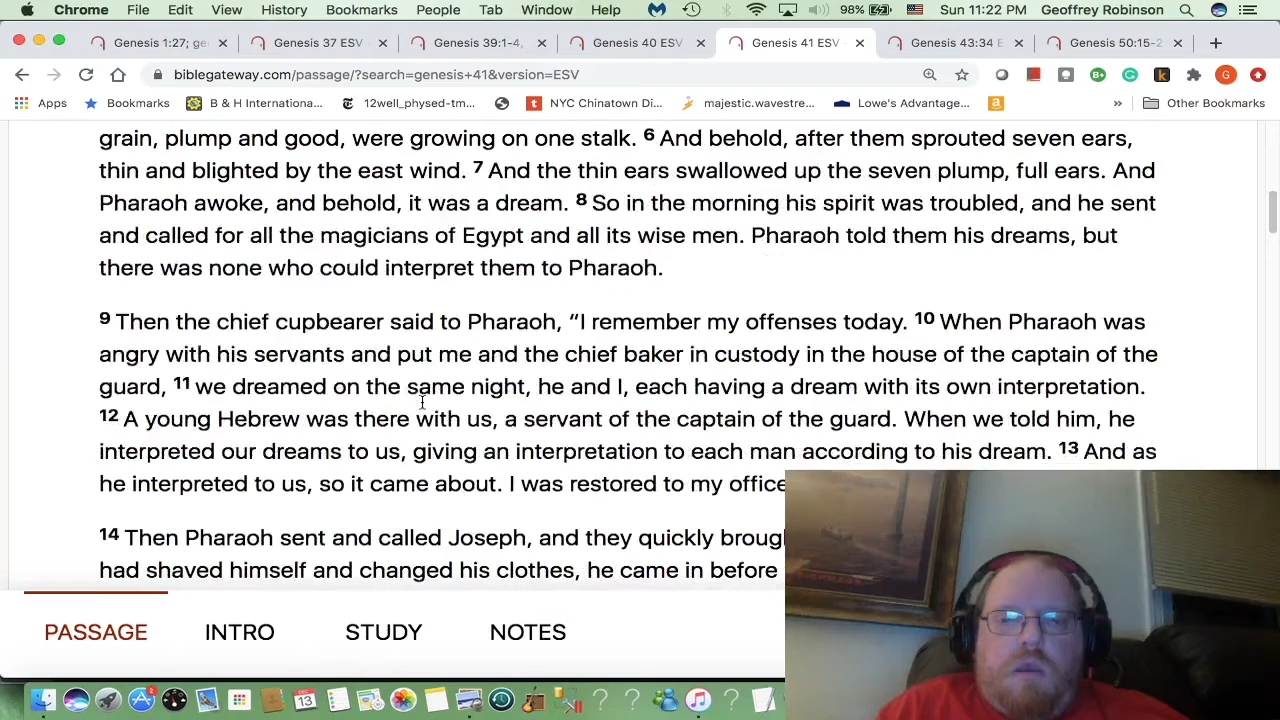 Chrome File Edit View History Bookmarks People Tab Window Help 98% Sun 11:22 PM Geoffrey Robinson
Genesis 1:27; ge Genesis 37 ESV Genesis 39:1-4, Genesis 40 ESV Genesis 41 ESV 43:34 E Genesis 50:15-2
biblegateway.com/passage/?search=genesis+41&version=ESV
Apps Bookmarks B & H Internationa... 12well_physed-tm... NYC Chinatown Di... majestic.wavestre... Lowe's Advantage... » Other Bookmarks
grain, plump and good, were growing on one stalk. 6 And behold, after them sprouted seven ears,
thin and blighted by the east wind. 7 And the thin ears swallowed up the seven plump, full ears. And
Pharaoh awoke, and behold, it was a dream. 8 So in the morning his spirit was troubled, and he sent
and called for all the magicians of Egypt and all its wise men. Pharaoh told them his dreams, but
there was none who could interpret them to Pharaoh.
9 Then the chief cupbearer said to Pharaoh, “I remember my offenses today. 10 When Pharaoh was
angry with his servants and put me and the chief baker in custody in the house of the captain of the
guard, 11 we dreamed on the same night, he and I, each having a dream with its own interpretation.
12 A young Hebrew was there with us, a servant of the captain of the guard. When we told him, he
interpreted our dreams to us, giving an interpretation to each man according to his dream. 13 And as
he interpreted to us, so it came about. I was restored to my office
14 Then Pharaoh sent and called Joseph, and they quickly brough
had shaved himself and changed his clothes, he came in before
PASSAGE INTRO STUDY NOTES